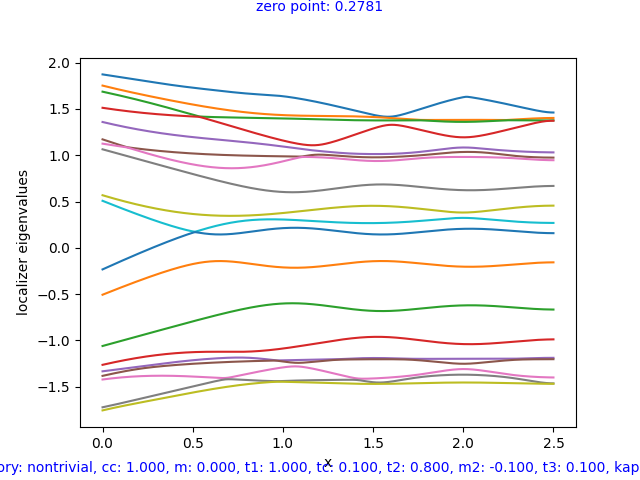 zero point: 0.2781
2.0
1.5
1.0
0.5
0.0
−0.5
−1.0
−1.5
localizer eigenvalues
0.0 0.5 1.0 1.5 2.0 2.5
x
ory: nontrivial, cc: 1.000, m: 0.000, t1: 1.000, tc: 0.100, t2: 0.800, m2: -0.100, t3: 0.100, kap